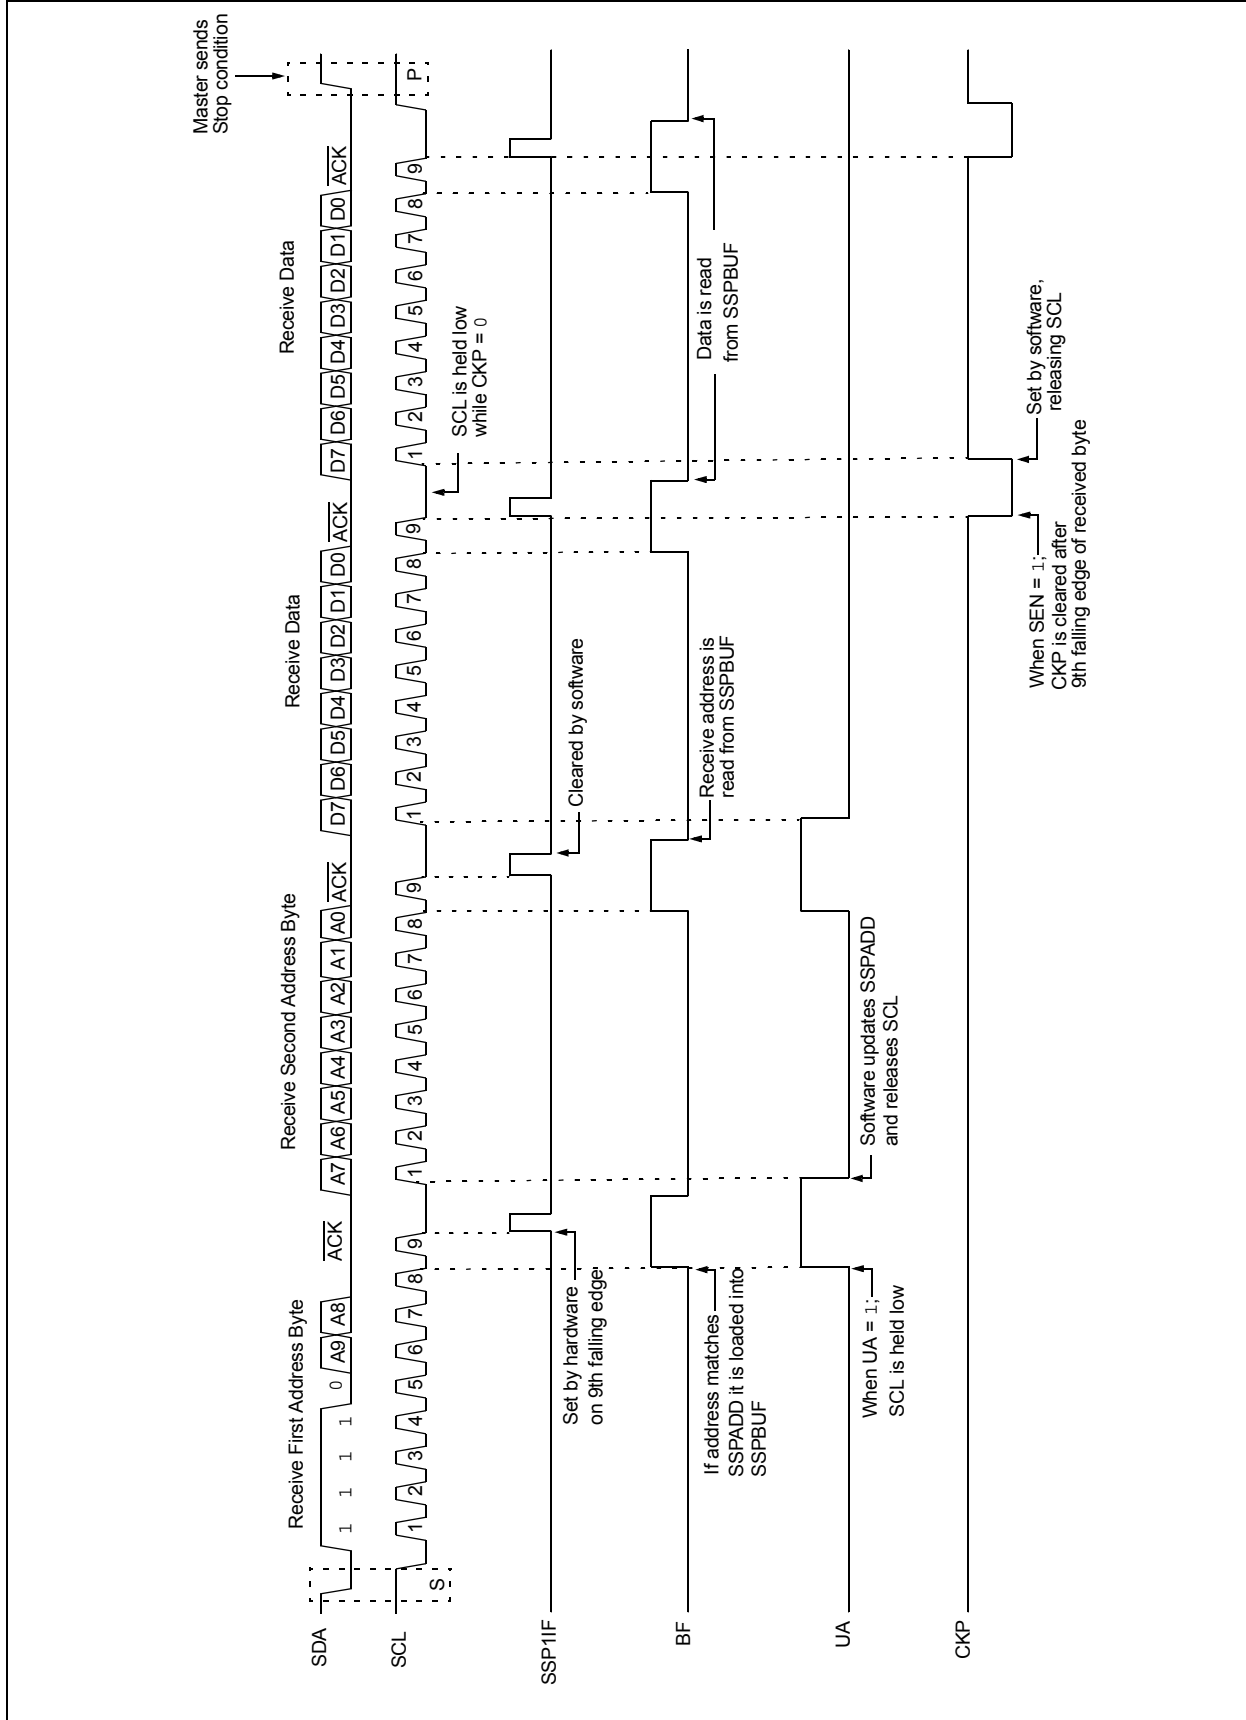 Master sends
Stop condition
Receive First Address Byte
Receive Second Address Byte
Receive Data
Receive Data
SDA
1 1 1 1 0 A9 A8 ACK
A7 A6 A5 A4 A3 A2 A1 A0 ACK
D7 D6 D5 D4 D3 D2 D1 D0 ACK
D7 D6 D5 D4 D3 D2 D1 D0 ACK
SCL
S
1 2 3 4 5 6 7 8 9
1 2 3 4 5 6 7 8 9
1 2 3 4 5 6 7 8 9
1 2 3 4 5 6 7 8 9
P
SCL is held low
while CKP = 0
SSP1IF
Set by hardware
on 9th falling edge
Cleared by software
BF
If address matches
SSPADD it is loaded into
SSPBUF
Receive address is
read from SSPBUF
Data is read
from SSPBUF
UA
When UA = 1;
SCL is held low
Software updates SSPADD
and releases SCL
CKP
When SEN = 1;
CKP is cleared after
9th falling edge of received byte
Set by software,
releasing SCL